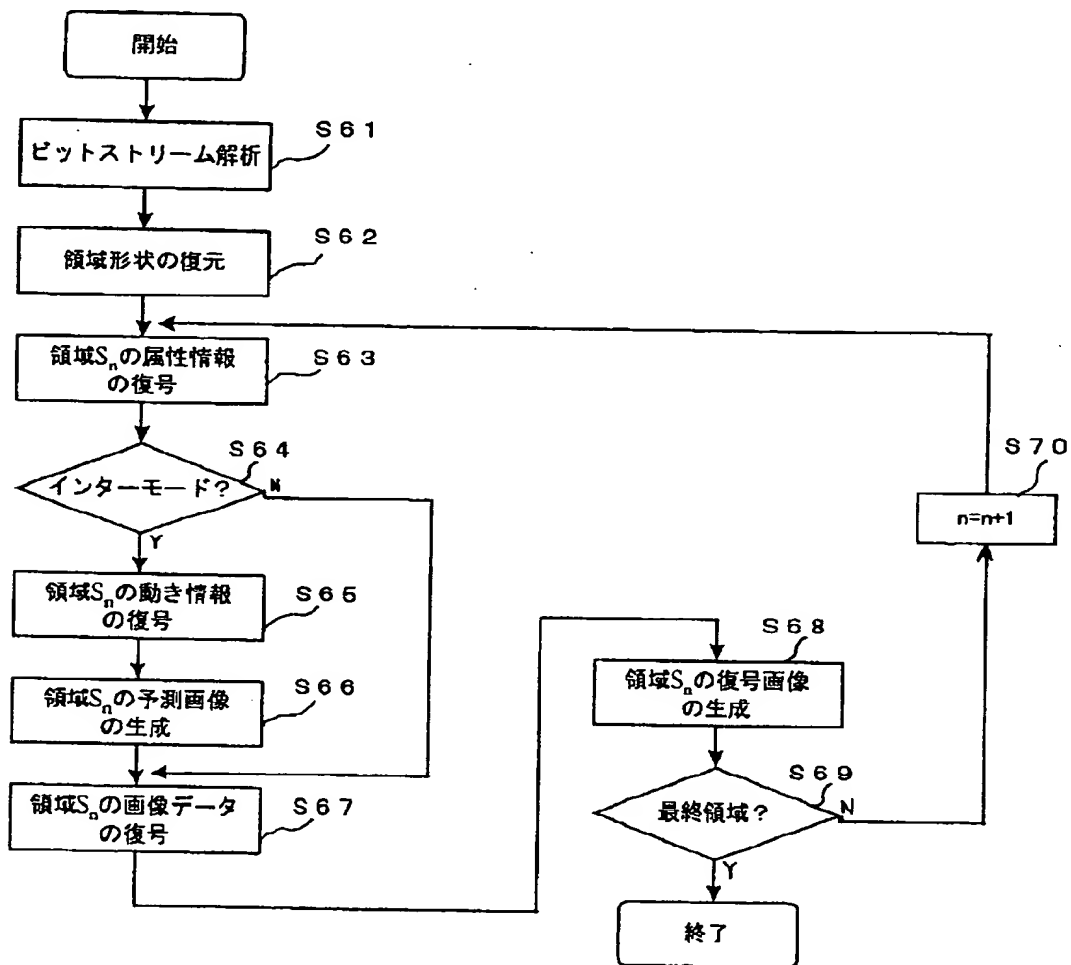 開始
ビットストリーム解析
S61
領域形状の復元
S62
領域Snの属性情報
の復号
S63
インターモード?
S64
N
Y
領域Snの動き情報
の復号
S65
領域Snの予測画像
の生成
S66
領域Snの画像データ
の復号
S67
領域Snの復号画像
の生成
S68
最終領域?
S69
N
Y
n=n+1
S70
終了